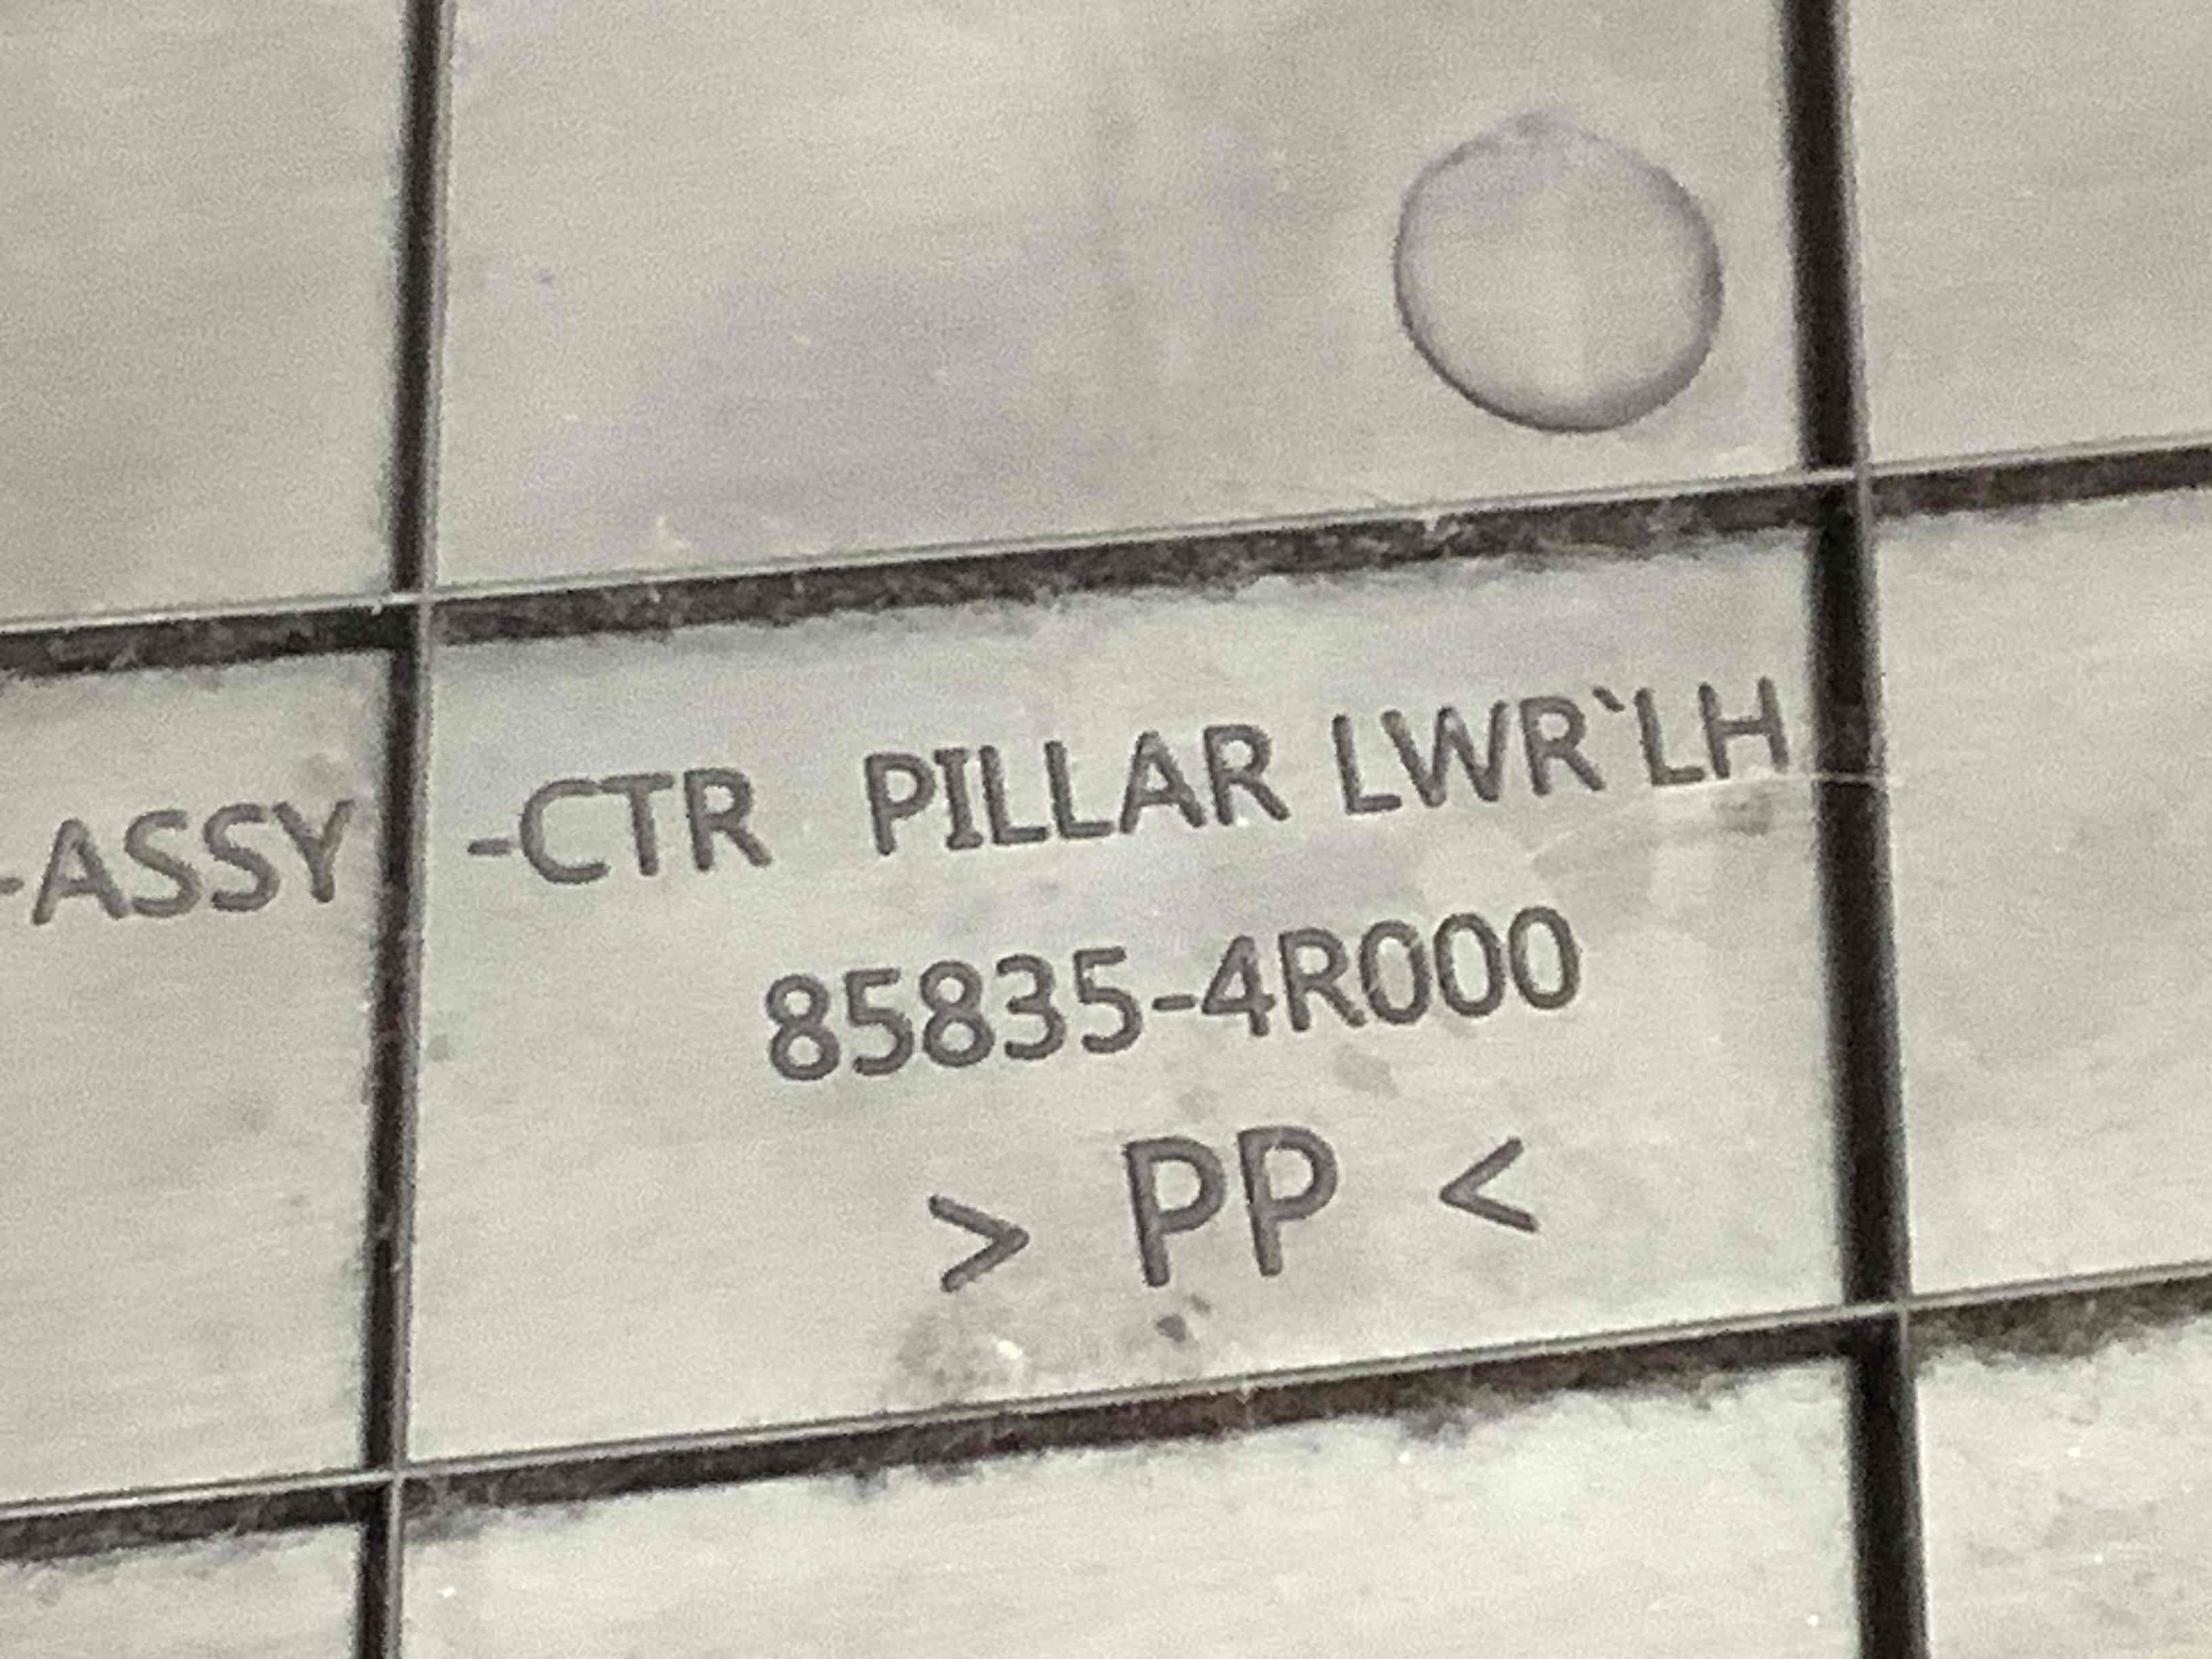 -ASSY -CTR PILLAR LWR`LH
85835-4R000
> PP <